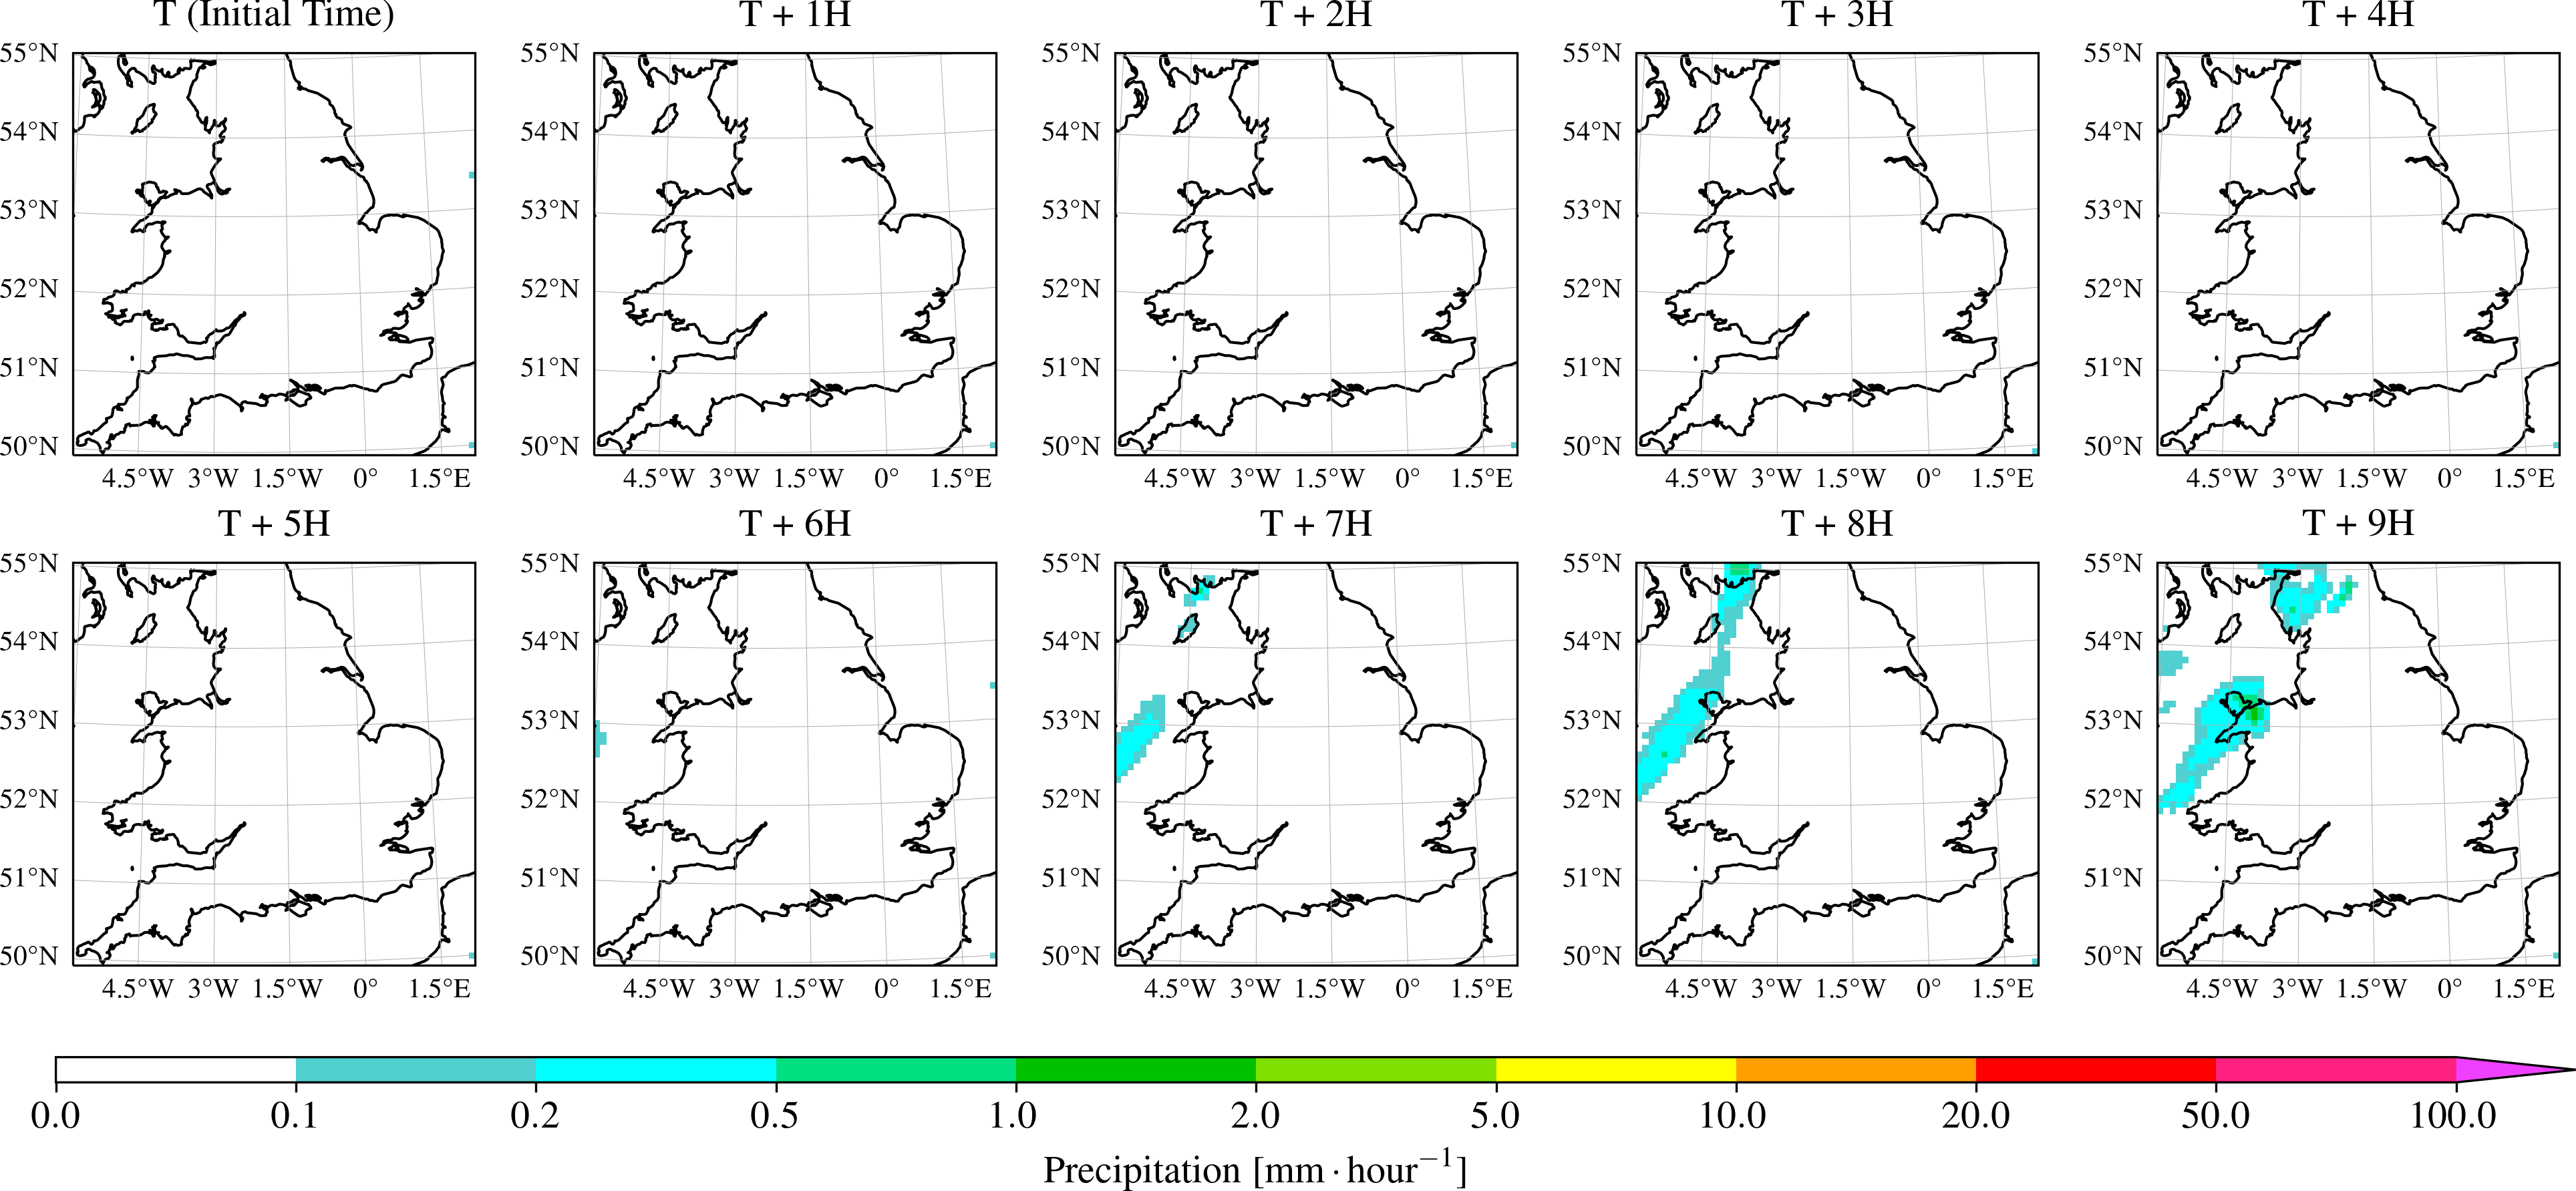 T (Initial Time) T + 1H T + 2H T + 3H T + 4H
55°N 55°N 55°N 55°N 55°N
54°N 54°N 54°N 54°N 54°N
53°N 53°N 53°N 53°N 53°N
52°N 52°N 52°N 52°N 52°N
51°N 51°N 51°N 51°N 51°N
50°N 50°N 50°N 50°N 50°N
4.5°W 3°W 1.5°W 0° 1.5°E 4.5°W 3°W 1.5°W 0° 1.5°E 4.5°W 3°W 1.5°W 0° 1.5°E 4.5°W 3°W 1.5°W 0° 1.5°E 4.5°W 3°W 1.5°W 0° 1.5°E
T + 5H T + 6H T + 7H T + 8H T + 9H
55°N 55°N 55°N 55°N 55°N
54°N 54°N 54°N 54°N 54°N
53°N 53°N 53°N 53°N 53°N
52°N 52°N 52°N 52°N 52°N
51°N 51°N 51°N 51°N 51°N
50°N 50°N 50°N 50°N 50°N
4.5°W 3°W 1.5°W 0° 1.5°E 4.5°W 3°W 1.5°W 0° 1.5°E 4.5°W 3°W 1.5°W 0° 1.5°E 4.5°W 3°W 1.5°W 0° 1.5°E 4.5°W 3°W 1.5°W 0° 1.5°E
0.0 0.1 0.2 0.5 1.0 2.0 5.0 10.0 20.0 50.0 100.0
Precipitation [mm · hour⁻¹]